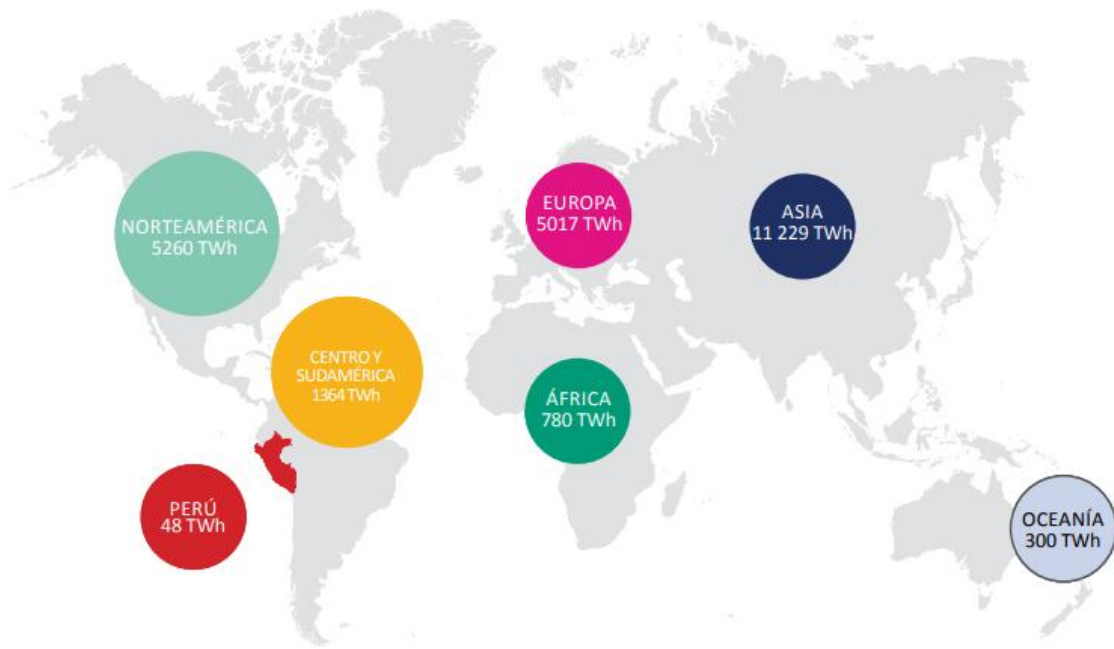 NORTEAMÉRICA
5260 TWh
EUROPA
5017 TWh
ASIA
11 229 TWh
CENTRO Y
SUDAMÉRICA
1364 TWh
ÁFRICA
780 TWh
PERÚ
48 TWh
OCEANÍA
300 TWh